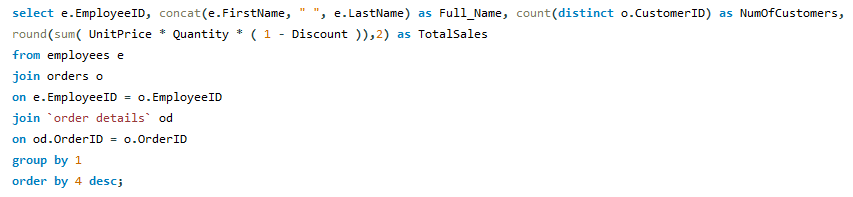 select e.EmployeeID, concat(e.FirstName, " ", e.LastName) as Full_Name, count(distinct o.CustomerID) as NumOfCustomers,
round(sum( UnitPrice * Quantity * ( 1 - Discount )),2) as TotalSales
from employees e
join orders o
on e.EmployeeID = o.EmployeeID
join `order details` od
on od.OrderID = o.OrderID
group by 1
order by 4 desc;